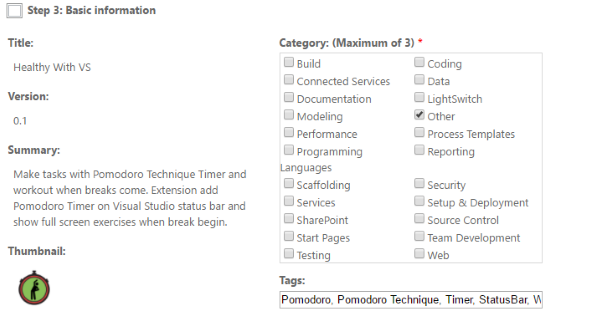 Step 3: Basic information
Title:
Healthy With VS
Version:
0.1
Summary:
Make tasks with Pomodoro Technique Timer and
workout when breaks come. Extension add
Pomodoro Timer on Visual Studio status bar and
show full screen exercises when break begin.
Thumbnail:
Category: (Maximum of 3) *
Build Coding
Connected Services Data
Documentation LightSwitch
Modeling Other
Performance Process Templates
Programming Reporting
Languages
Scaffolding Security
Services Setup & Deployment
SharePoint Source Control
Start Pages Team Development
Testing Web
Tags:
Pomodoro, Pomodoro Technique, Timer, StatusBar, W